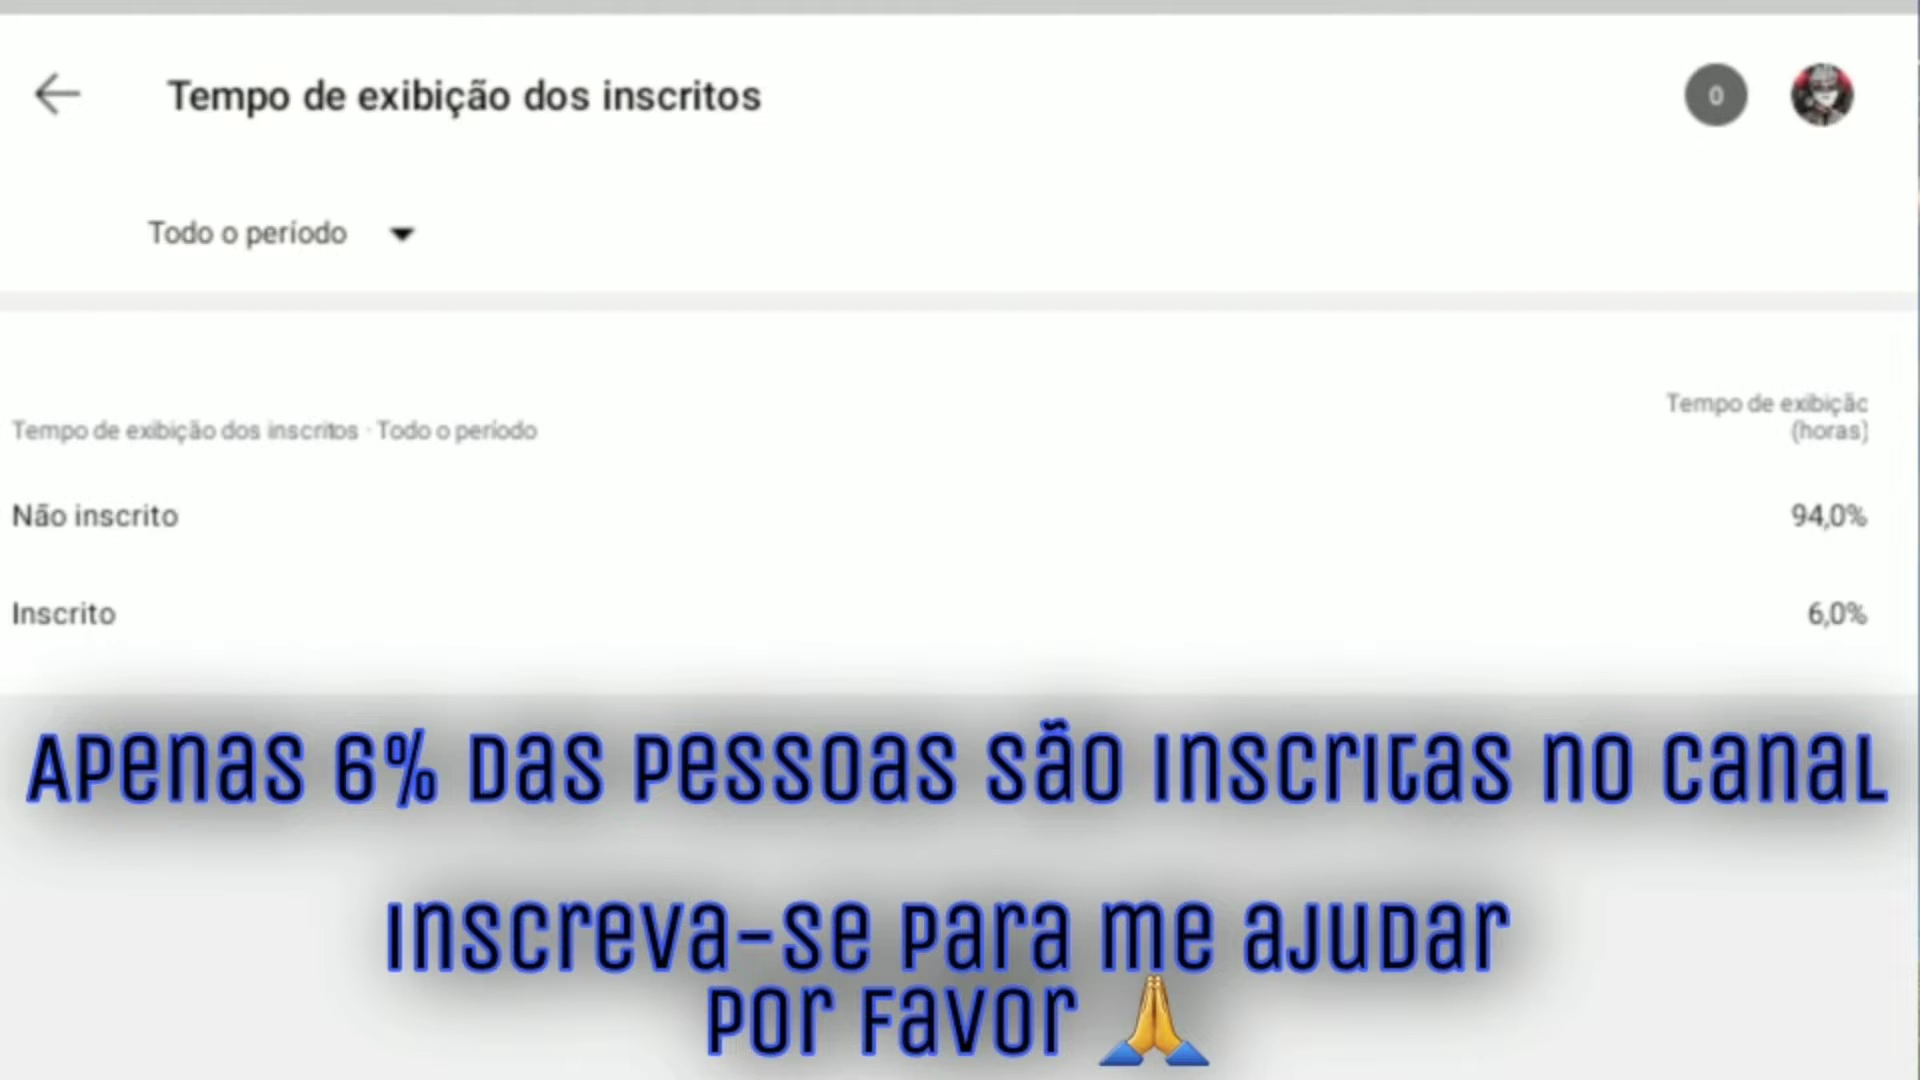 Tempo de exibição dos inscritos
0
Todo o período
Tempo de exibição
(horas)
Tempo de exibição dos inscritos · Todo o período
Não inscrito 94,0%
Inscrito 6,0%
Apenas 6% das pessoas são inscritas no canal
Inscreva-se para me ajudar
por favor 🙏